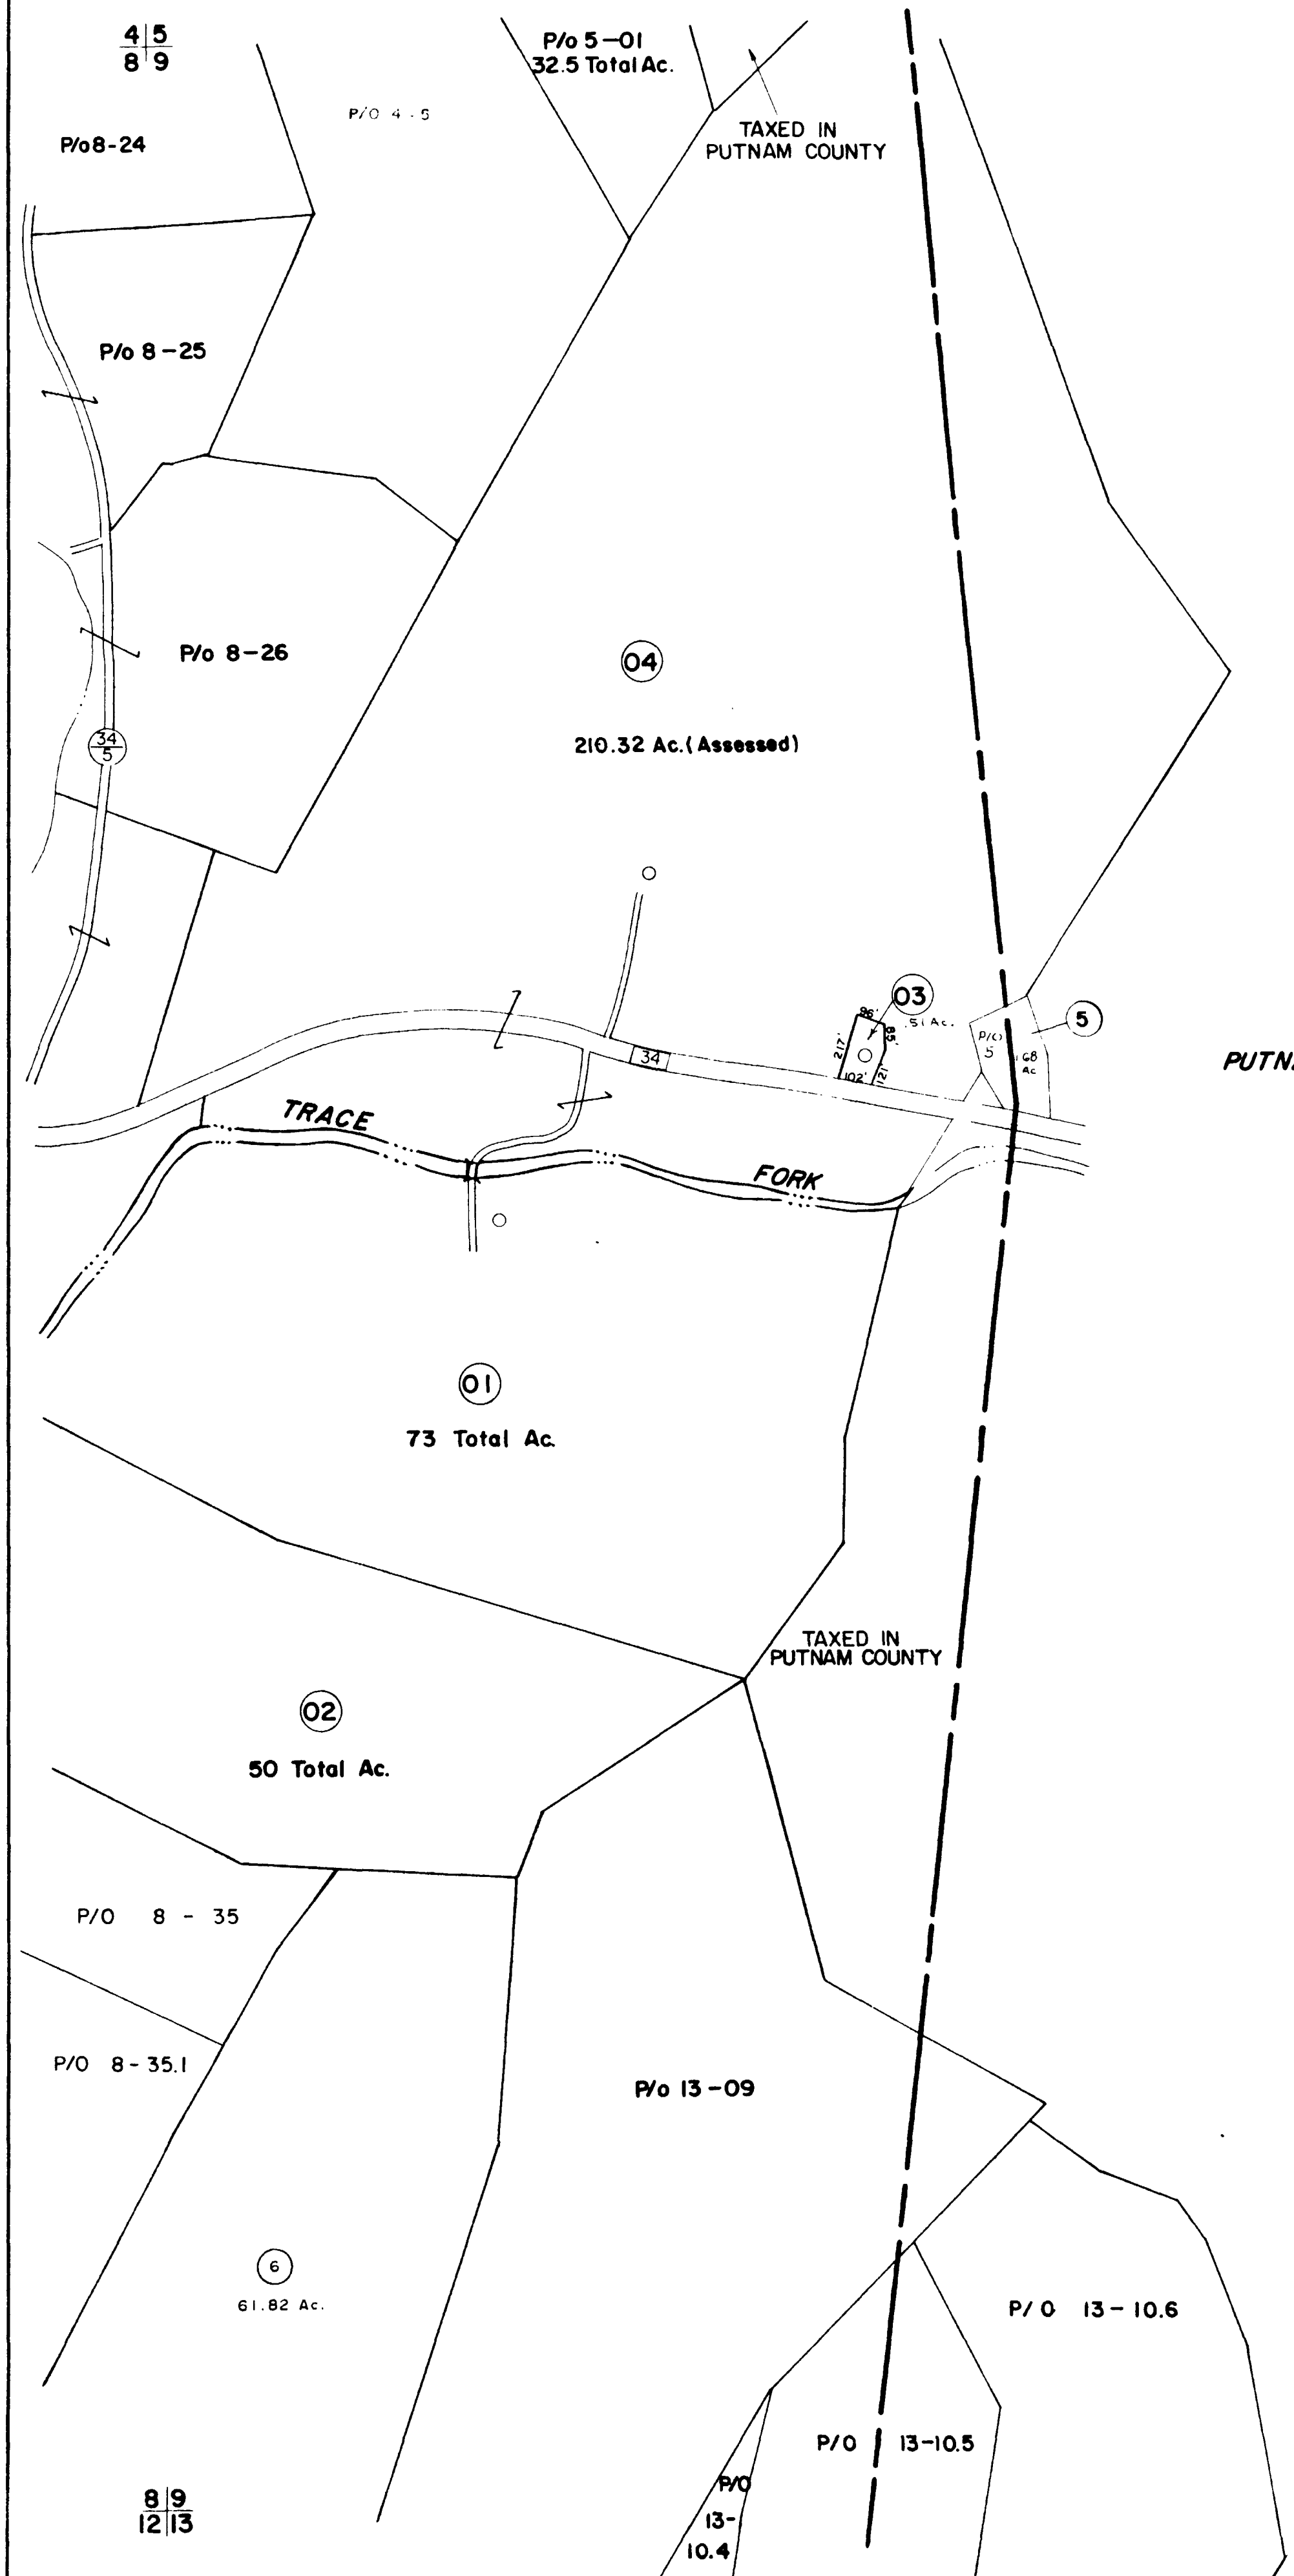 4 5
8 9
P/o 5-01
32.5 Total Ac.
P/O 4-5
TAXED IN
PUTNAM COUNTY
P/o 8-24
P/o 8-25
P/o 8-26
04
210.32 Ac. (Assessed)
34
5
03
.51 Ac.
96'
85'
217'
102'
121'
5
P/O
5
.68
AC
34
PUTN
TRACE
FORK
01
73 Total Ac.
TAXED IN
PUTNAM COUNTY
02
50 Total Ac.
P/O 8 - 35
P/O 8-35.1
P/o 13-09
6
61.82 Ac.
P/O 13-10.6
P/O 13-10.5
P/O
13-
10.4
8 9
12 13